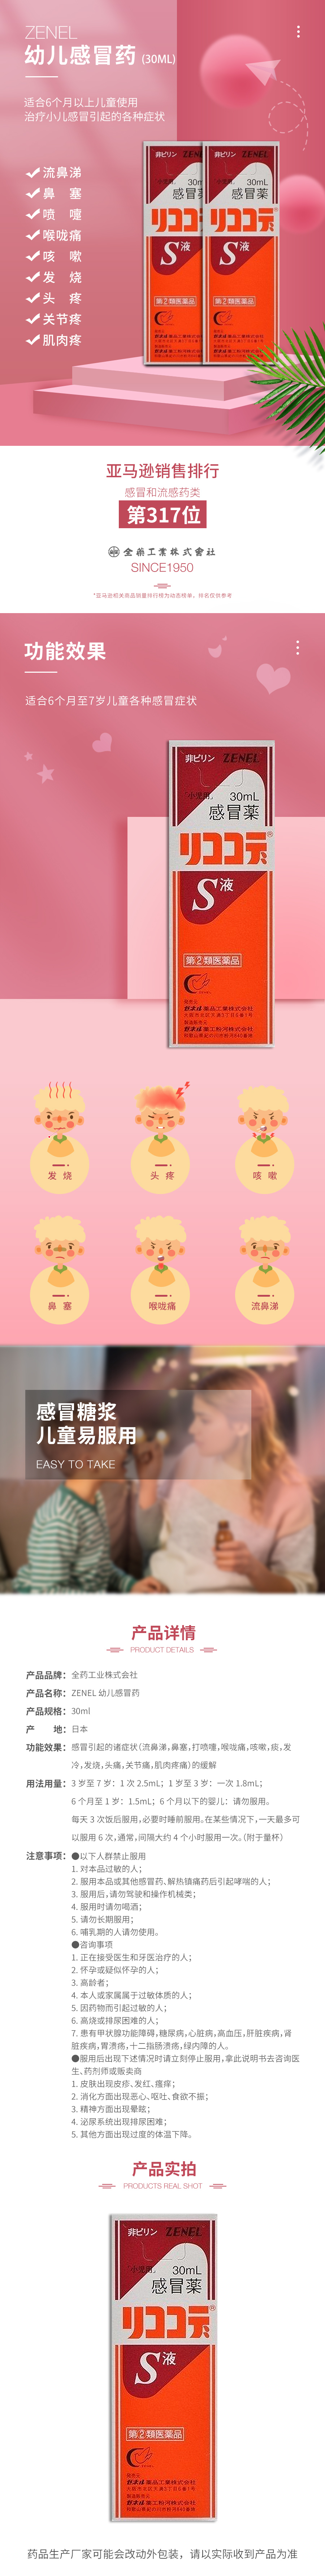 ZENEL
幼儿感冒药 (30ML)
适合6个月以上儿童使用
治疗小儿感冒引起的各种症状
流鼻涕
鼻 塞
喷 嚏
喉咙痛
咳 嗽
发 烧
头 疼
关节疼
肌肉疼
非ピリン ZENEL
30mL
感冒薬
リココデ
S液
第②類医薬品
非ピリン ZENEL
30mL
感冒薬
リココデ
S液
第②類医薬品
亚马逊销售排行
感冒和流感药类
第317位
全薬工業株式會社
SINCE1950
*亚马逊相关商品销量排行榜为动态榜单，排名仅供参考
功能效果
适合6个月至7岁儿童各种感冒症状
非ピリン ZENEL
小児用
30mL
感冒薬
リココデ®
S液
第②類医薬品
発 烧
头 疼
咳 嗽
鼻 塞
喉咙痛
流鼻涕
感冒糖浆
儿童易服用
EASY TO TAKE
产品详情
PRODUCT DETAILS
产品品牌： 全药工业株式会社
产品名称： ZENEL 幼儿感冒药
产品规格： 30ml
产 地： 日本
功能效果： 感冒引起的诸症状（流鼻涕，鼻塞，打喷嚏，喉咙痛，咳嗽，痰，发
冷，发烧，头痛，关节痛，肌肉疼痛）的缓解
用法用量： 3 岁至 7 岁：1 次 2.5mL；1 岁至 3 岁：一次 1.8mL；
6 个月至 1 岁：1.5mL；6 个月以下的婴儿：请勿服用。
每天 3 次饭后服用，必要时睡前服用。在某些情况下，一天最多可
以服用 6 次，通常，间隔大约 4 个小时服用一次。（附于量杯）
注意事项： ●以下人群禁止服用
1. 对本品过敏的人；
2. 服用本品或其他感冒药、解热镇痛药后引起哮喘的人；
3. 服用后，请勿驾驶和操作机械类；
4. 服用时请勿喝酒；
5. 请勿长期服用；
6. 哺乳期的人请勿使用。
●咨询事项
1. 正在接受医生和牙医治疗的人；
2. 怀孕或疑似怀孕的人；
3. 高龄者；
4. 本人或家属属于过敏体质的人；
5. 因药物而引起过敏的人；
6. 高烧或排尿困难的人；
7. 患有甲状腺功能障碍，糖尿病，心脏病，高血压，肝脏疾病，肾
脏疾病，胃溃疡，十二指肠溃疡，绿内障的人。
●服用后出现下述情况时请立刻停止服用，拿此说明书去咨询医
生、药剂师或贩卖商
1. 皮肤出现皮疹、发红、瘙痒；
2. 消化方面出现恶心、呕吐、食欲不振；
3. 精神方面出现晕眩；
4. 泌尿系统出现排尿困难；
5. 其他方面出现过度的体温下降。
产品实拍
PRODUCTS REAL SHOT
非ピリン ZENEL
小児用
30mL
感冒薬
リココデ®
S液
第②類医薬品
药品生产厂家可能会改动外包装，请以实际收到产品为准